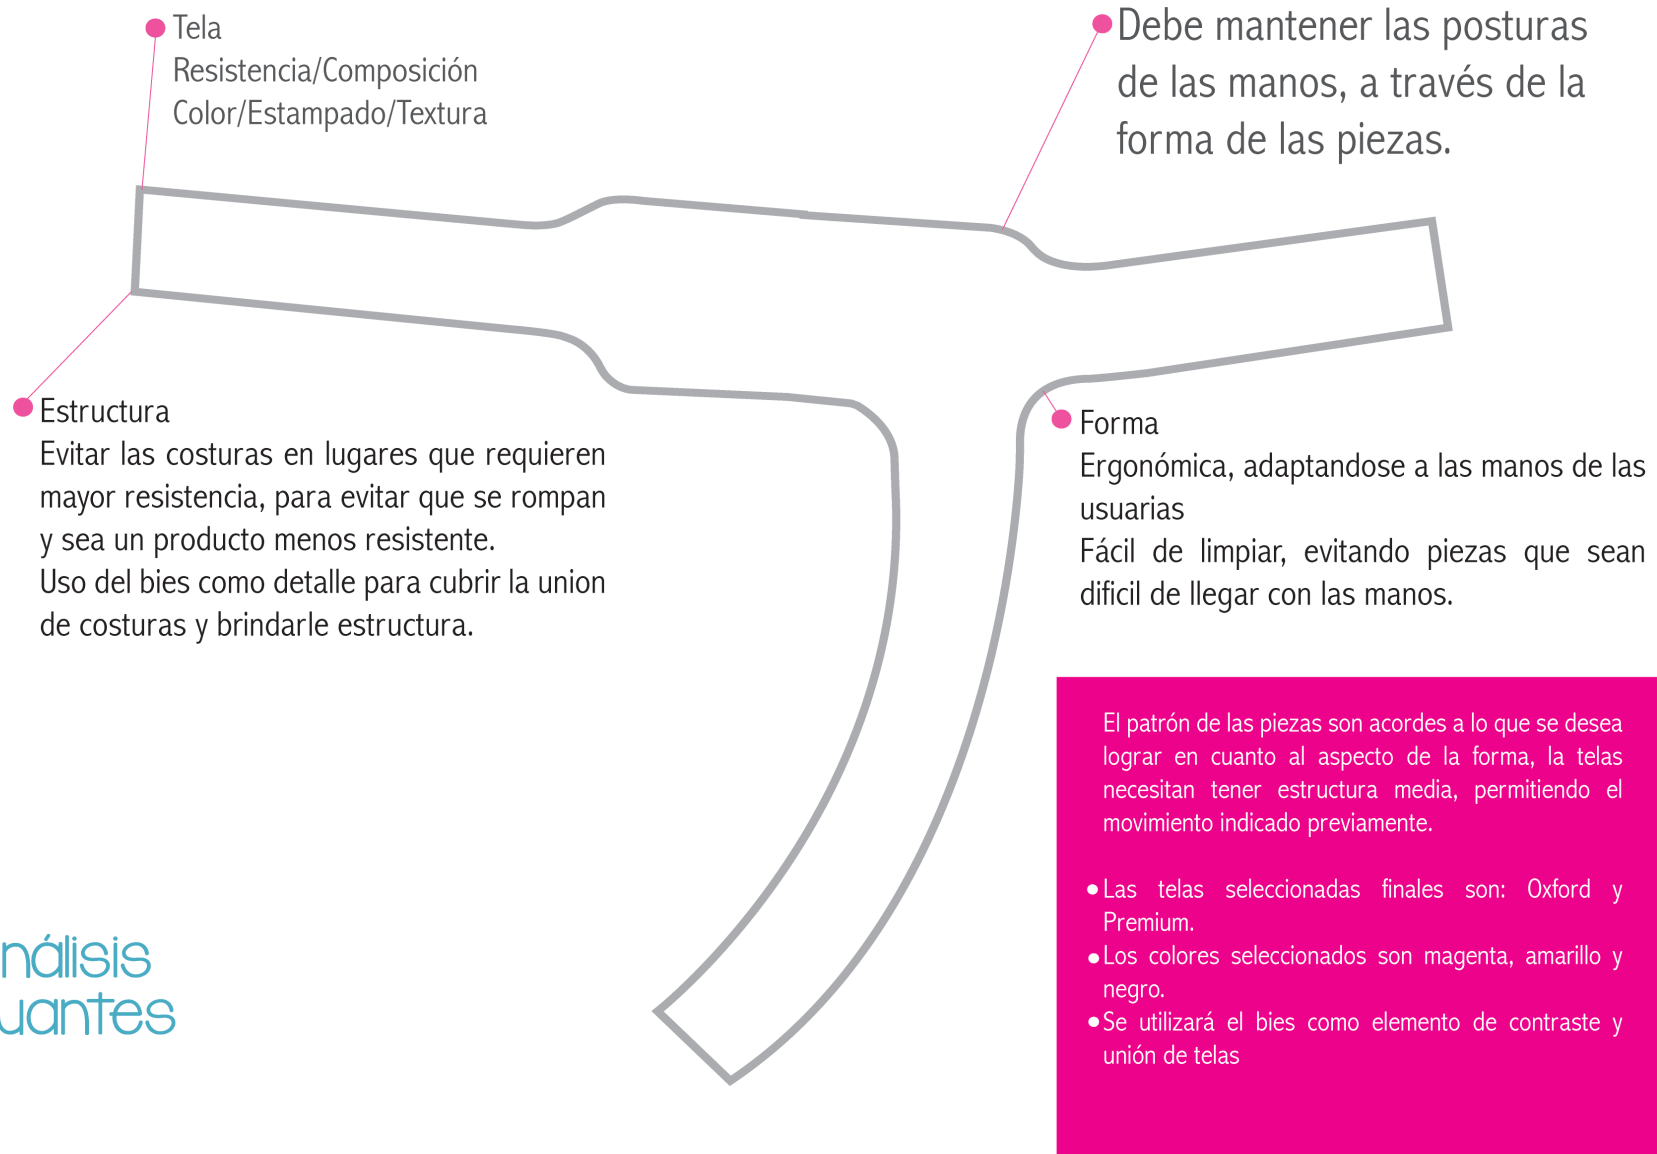 Tela
Resistencia/Composición
Color/Estampado/Textura
Debe mantener las posturas
de las manos, a través de la
forma de las piezas.
Estructura
Evitar las costuras en lugares que requieren
mayor resistencia, para evitar que se rompan
y sea un producto menos resistente.
Uso del bies como detalle para cubrir la union
de costuras y brindarle estructura.
Forma
Ergonómica, adaptandose a las manos de las
usuarias
Fácil de limpiar, evitando piezas que sean
dificil de llegar con las manos.
El patrón de las piezas son acordes a lo que se desea
lograr en cuanto al aspecto de la forma, la telas
necesitan tener estructura media, permitiendo el
movimiento indicado previamente.
Las telas seleccionadas finales son: Oxford y
Premium.
Los colores seleccionados son magenta, amarillo y
negro.
Se utilizará el bies como elemento de contraste y
unión de telas
nálisis
uantes